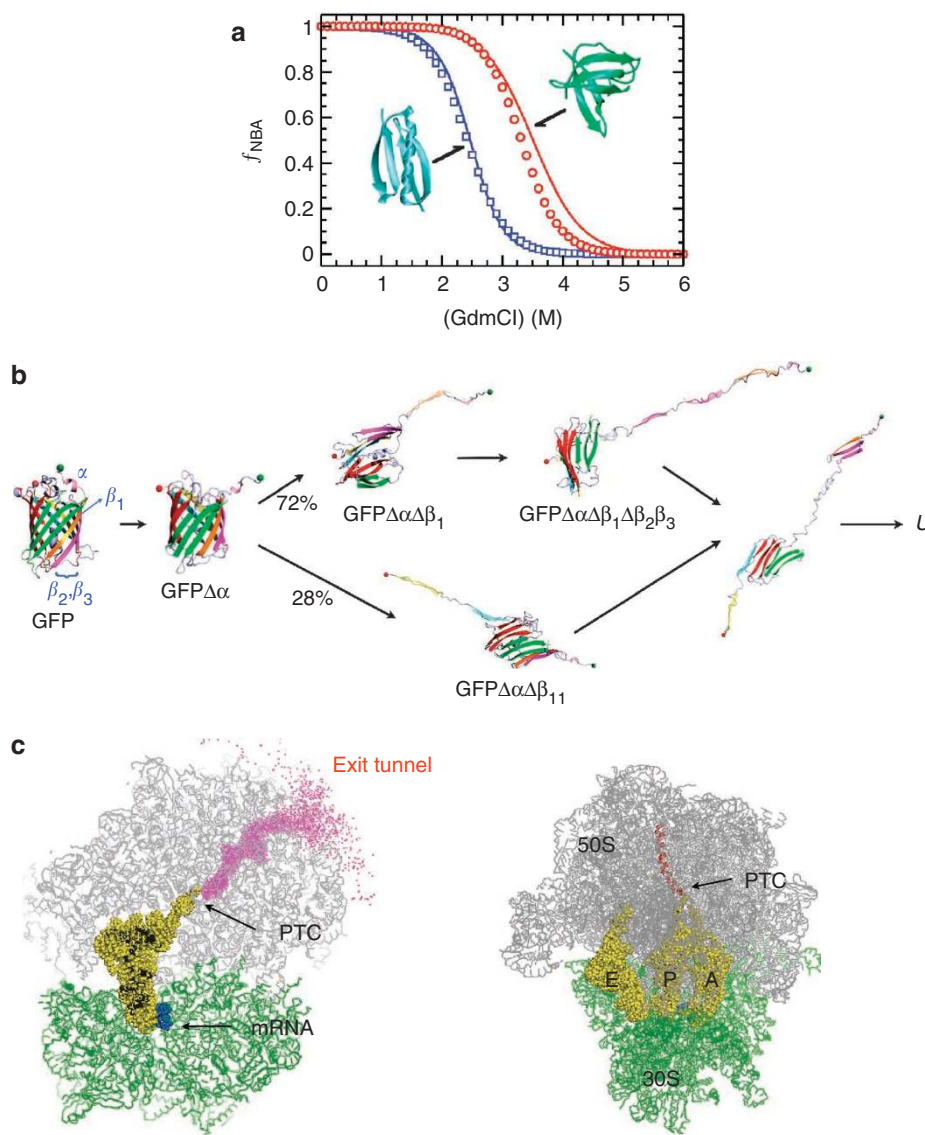 a
1
0.8
0.6
0.4
0.2
0
f_NBA
0 1 2 3 4 5 6
(GdmCl) (M)
b
α
β1
β2,β3
GFP
GFPΔα
72%
28%
GFPΔαΔβ1
GFPΔαΔβ1Δβ2β3
GFPΔαΔβ11
U
c
Exit tunnel
PTC
mRNA
50S
PTC
E P A
30S